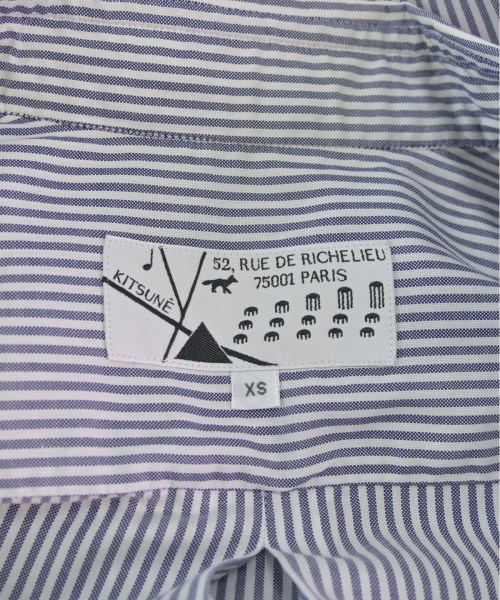 52, RUE DE RICHELIEU
75001 PARIS
KITSUNÉ
XS